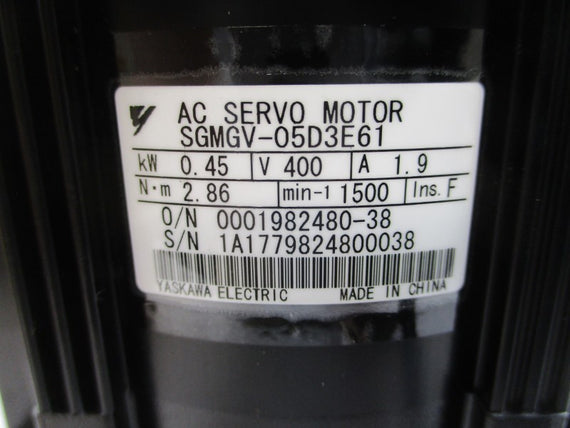 AC SERVO MOTOR
SGMGV-05D3E61
kW 0.45 V 400 A 1.9
N·m 2.86 min-1 1500 Ins. F
O/N 0001982480-38
S/N 1A1779824800038
YASKAWA ELECTRIC MADE IN CHINA